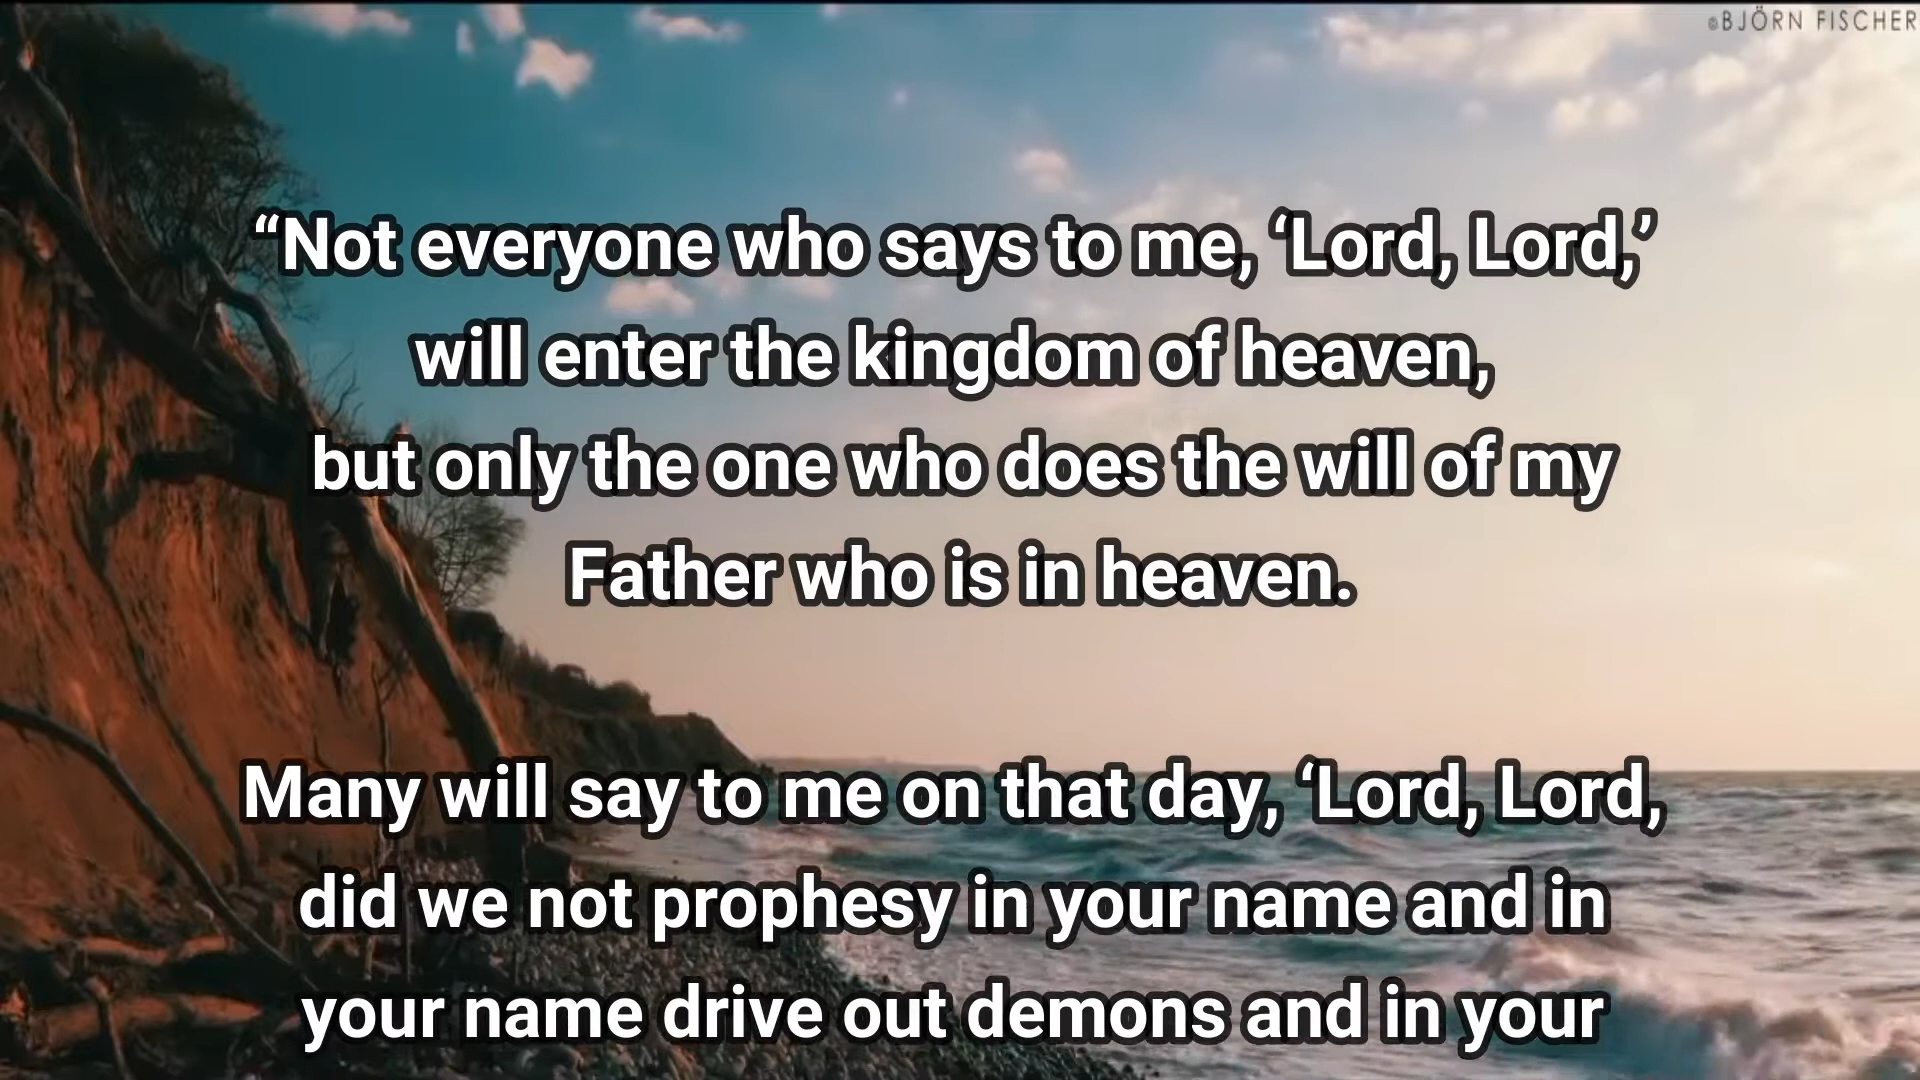 ©BJÖRN FISCHER
“Not everyone who says to me, ‘Lord, Lord,’
will enter the kingdom of heaven,
but only the one who does the will of my
Father who is in heaven.
Many will say to me on that day, ‘Lord, Lord,
did we not prophesy in your name and in
your name drive out demons and in your